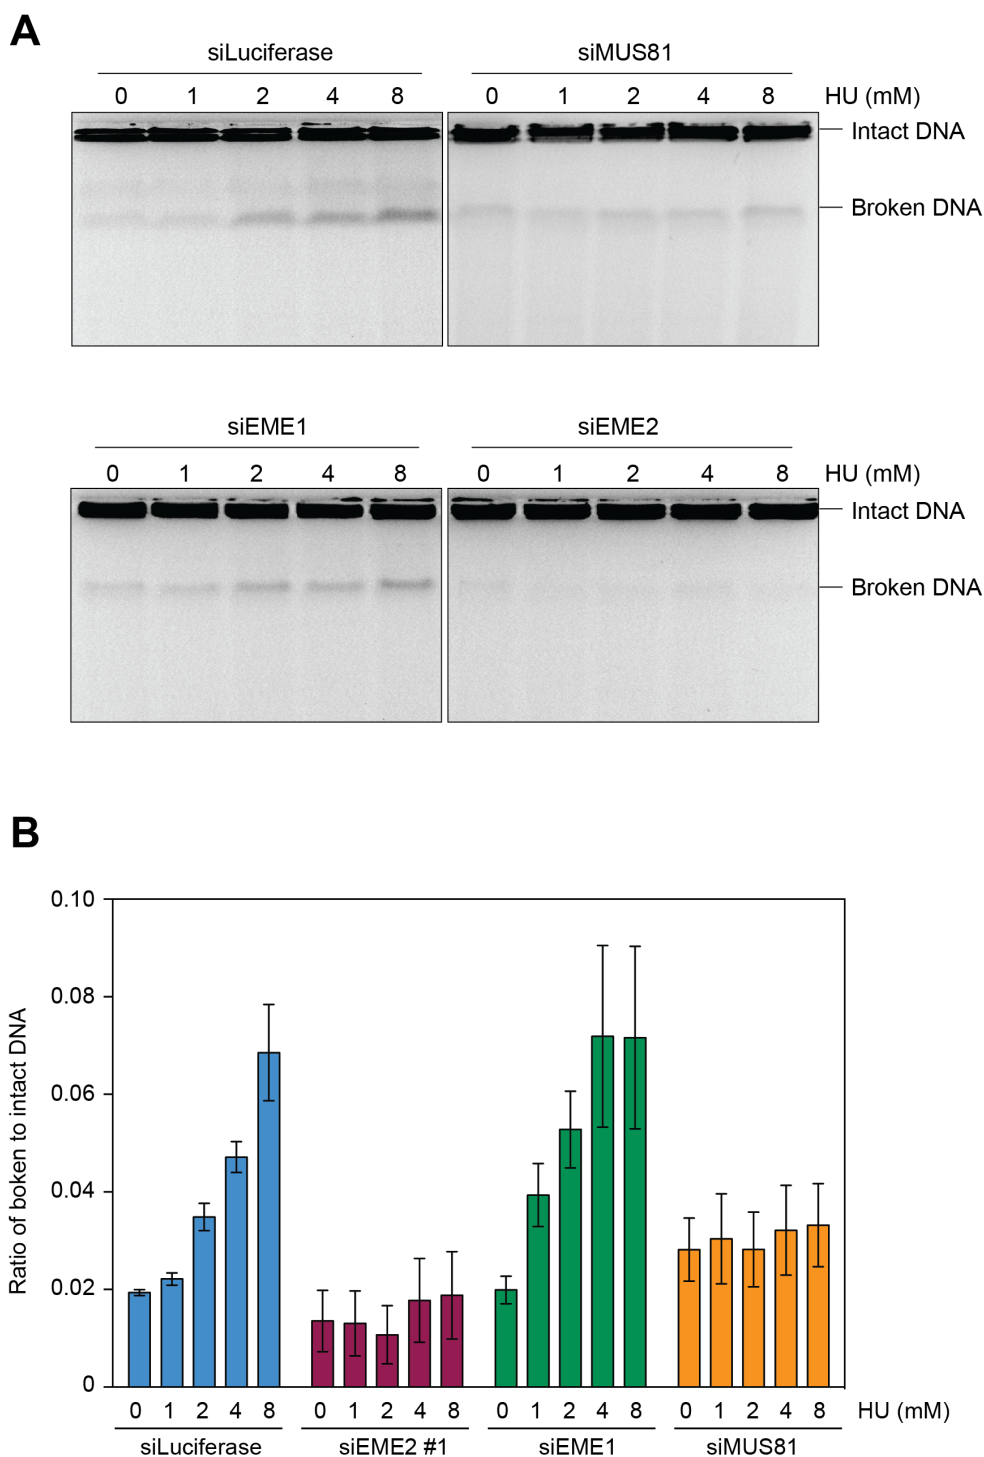 A
siLuciferase
siMUS81
0 1 2 4 8
0 1 2 4 8 HU (mM)
Intact DNA
Broken DNA
siEME1
siEME2
0 1 2 4 8
0 1 2 4 8 HU (mM)
Intact DNA
Broken DNA
B
Ratio of boken to intact DNA
0.10
0.08
0.06
0.04
0.02
0
0 1 2 4 8 0 1 2 4 8 0 1 2 4 8 0 1 2 4 8 HU (mM)
siLuciferase siEME2 #1 siEME1 siMUS81